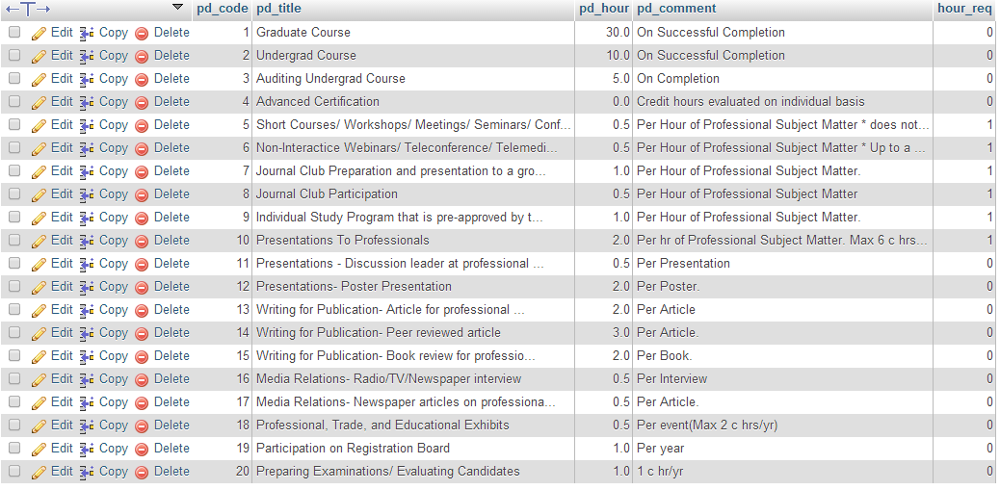 ←T→ pd_code pd_title pd_hour pd_comment hour_req
Edit Copy Delete 1 Graduate Course 30.0 On Successful Completion 0
Edit Copy Delete 2 Undergrad Course 10.0 On Successful Completion 0
Edit Copy Delete 3 Auditing Undergrad Course 5.0 On Completion 0
Edit Copy Delete 4 Advanced Certification 0.0 Credit hours evaluated on individual basis 0
Edit Copy Delete 5 Short Courses/ Workshops/ Meetings/ Seminars/ Conf... 0.5 Per Hour of Professional Subject Matter * does not... 1
Edit Copy Delete 6 Non-Interactice Webinars/ Teleconference/ Telemedi... 0.5 Per Hour of Professional Subject Matter * Up to a ... 1
Edit Copy Delete 7 Journal Club Preparation and presentation to a gro... 1.0 Per Hour of Professional Subject Matter. 1
Edit Copy Delete 8 Journal Club Participation 0.5 Per Hour of Professional Subject Matter 1
Edit Copy Delete 9 Individual Study Program that is pre-approved by t... 1.0 Per Hour of Professional Subject Matter. 1
Edit Copy Delete 10 Presentations To Professionals 2.0 Per hr of Professional Subject Matter. Max 6 c hrs... 1
Edit Copy Delete 11 Presentations - Discussion leader at professional ... 0.5 Per Presentation 0
Edit Copy Delete 12 Presentations- Poster Presentation 2.0 Per Poster. 0
Edit Copy Delete 13 Writing for Publication- Article for professional ... 2.0 Per Article 0
Edit Copy Delete 14 Writing for Publication- Peer reviewed article 3.0 Per Article. 0
Edit Copy Delete 15 Writing for Publication- Book review for professio... 2.0 Per Book. 0
Edit Copy Delete 16 Media Relations- Radio/TV/Newspaper interview 0.5 Per Interview 0
Edit Copy Delete 17 Media Relations- Newspaper articles on professiona... 0.5 Per Article. 0
Edit Copy Delete 18 Professional, Trade, and Educational Exhibits 0.5 Per event(Max 2 c hrs/yr) 0
Edit Copy Delete 19 Participation on Registration Board 1.0 Per year 0
Edit Copy Delete 20 Preparing Examinations/ Evaluating Candidates 1.0 1 c hr/yr 0